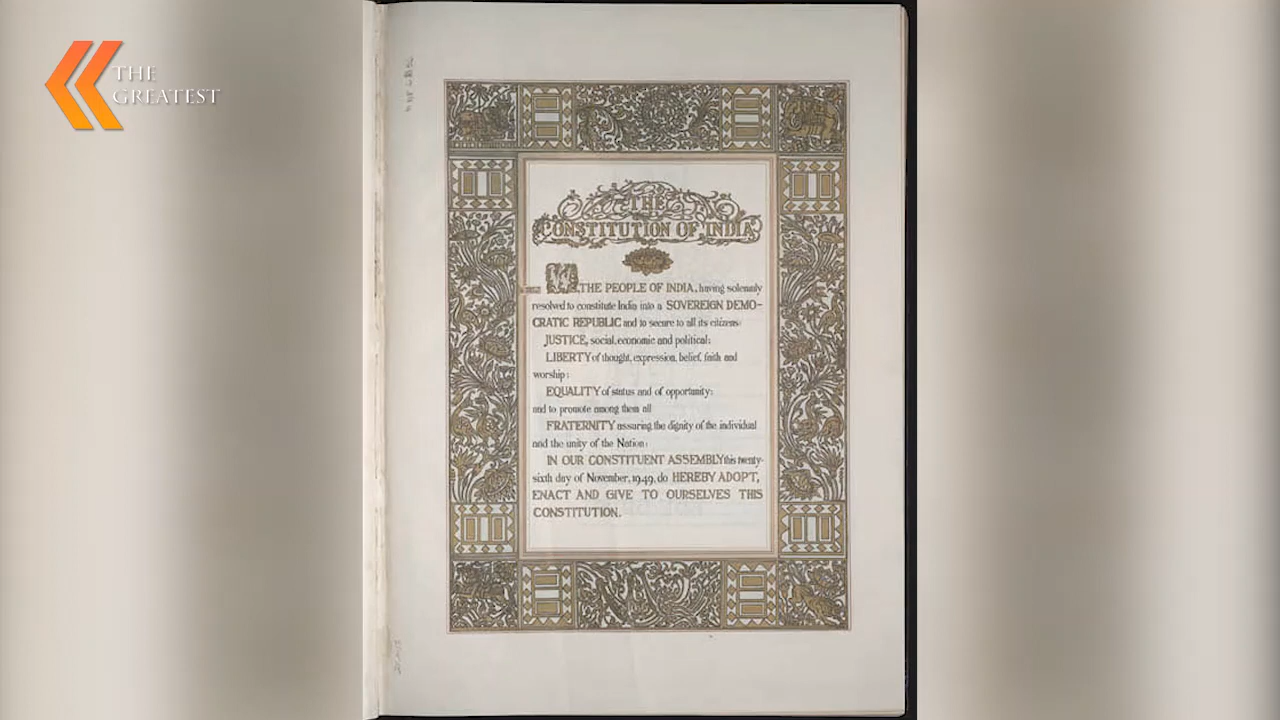 THE
GREATEST
THE
CONSTITUTION OF INDIA
WE, THE PEOPLE OF INDIA, having solemnly
resolved to constitute India into a SOVEREIGN DEMO-
CRATIC REPUBLIC and to secure to all its citizens:
JUSTICE, social, economic and political;
LIBERTY of thought, expression, belief, faith and
worship;
EQUALITY of status and of opportunity;
and to promote among them all
FRATERNITY assuring the dignity of the individual
and the unity of the Nation;
IN OUR CONSTITUENT ASSEMBLY this twenty-
sixth day of November, 1949, do HEREBY ADOPT,
ENACT AND GIVE TO OURSELVES THIS
CONSTITUTION.